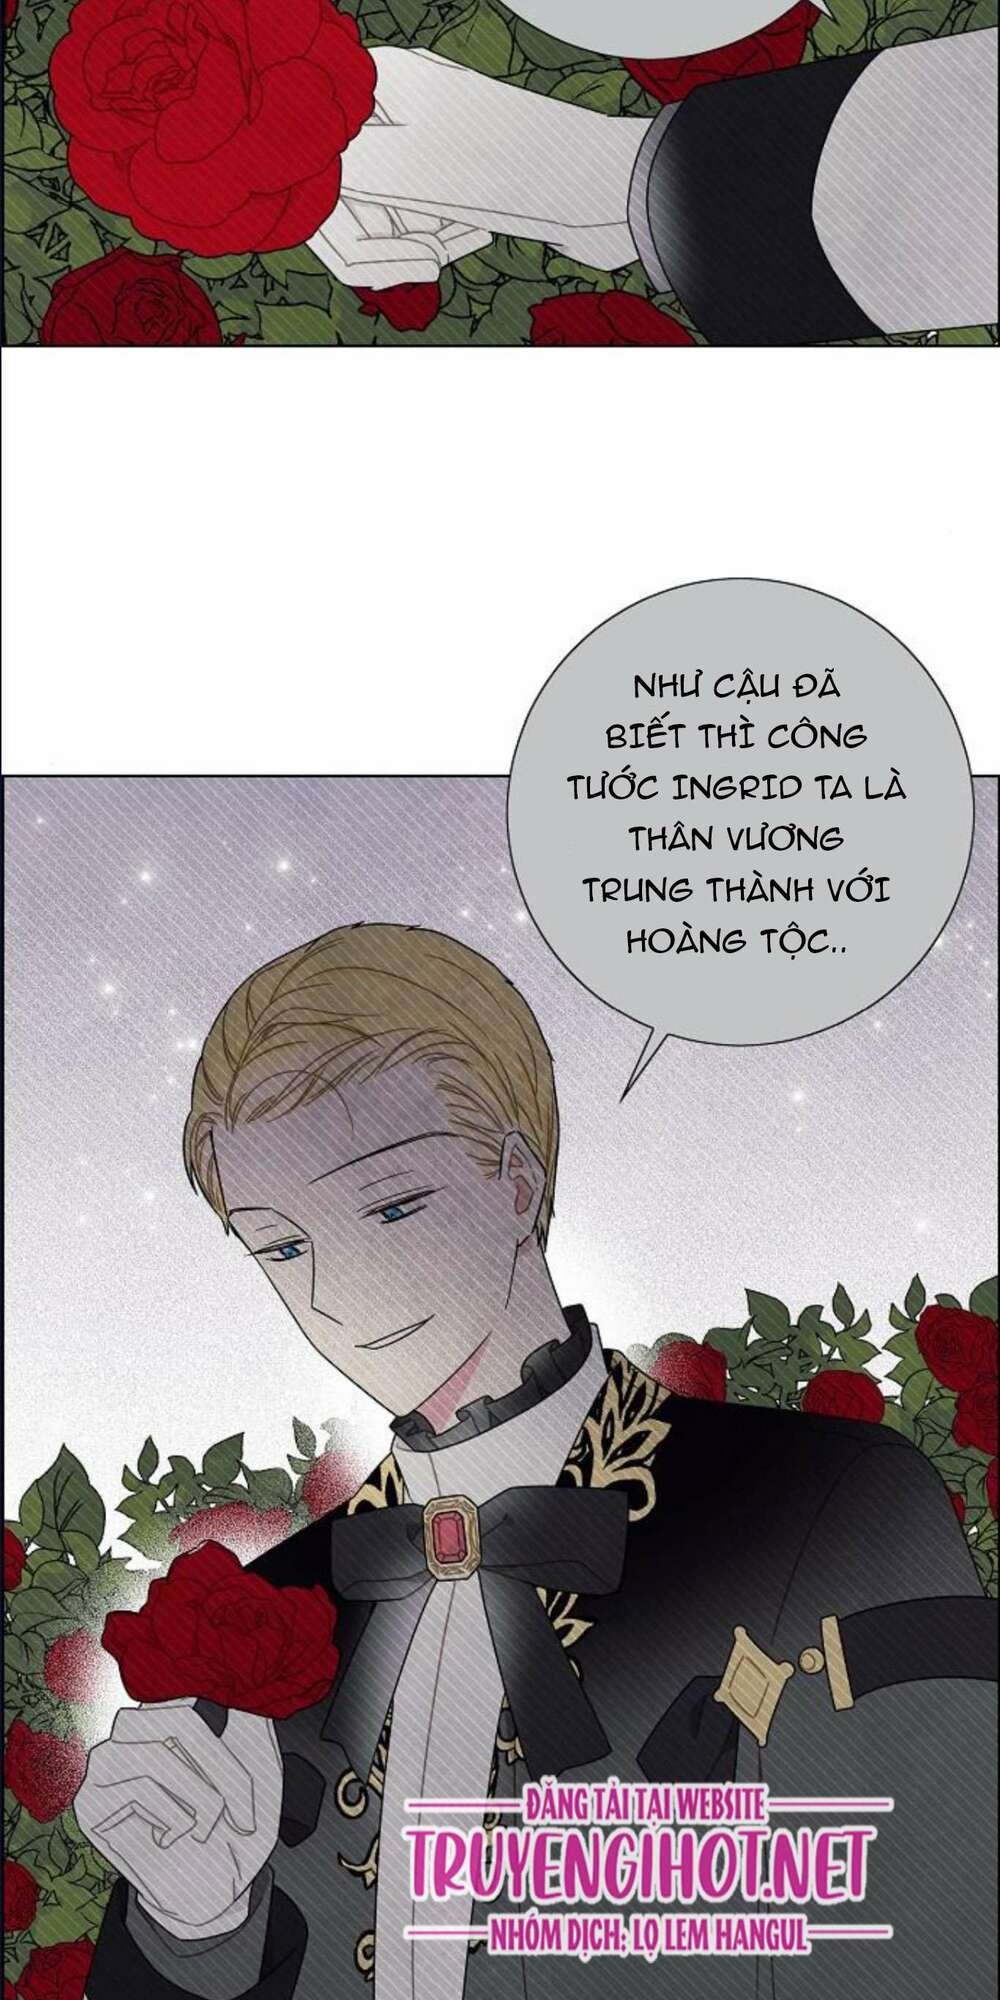 NHƯ CẬU ĐÃ
BIẾT THÌ CÔNG
TƯỚC INGRID TA LÀ
THÂN VƯƠNG
TRUNG THÀNH VỚI
HOÀNG TỘC..
ĐĂNG TẢI TẠI WEBSITE
TRUYENGIHOT.NET
NHÓM DỊCH; LỌ LEM HANGUL